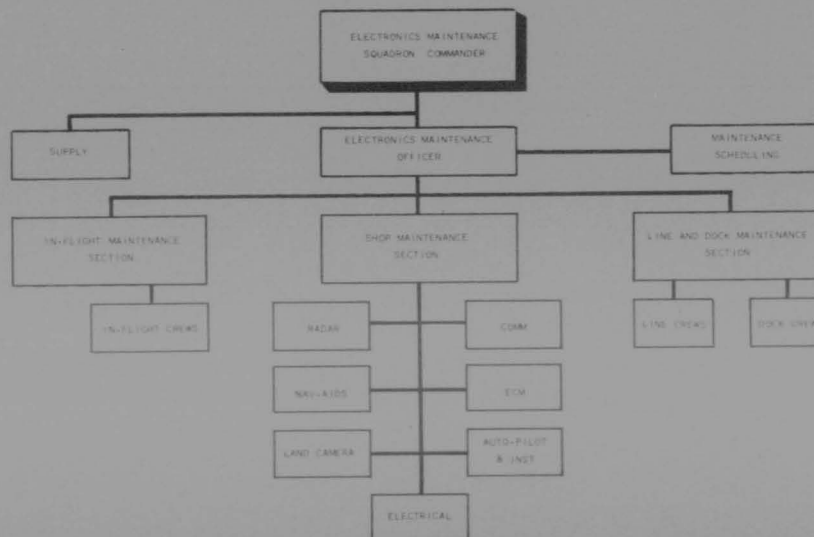 ELECTRONICS MAINTENANCE
SQUADRON COMMANDER
SUPPLY
ELECTRONICS MAINTENANCE
OFFICER
MAINTENANCE
SCHEDULING
IN-FLIGHT MAINTENANCE
SECTION
SHOP MAINTENANCE
SECTION
LINE AND DOCK MAINTENANCE
SECTION
IN-FLIGHT CREWS
LINE CREWS
DOCK CREWS
RADAR
COMM
NAV-AIDS
ECM
LAND CAMERA
AUTO-PILOT
& INST
ELECTRICAL